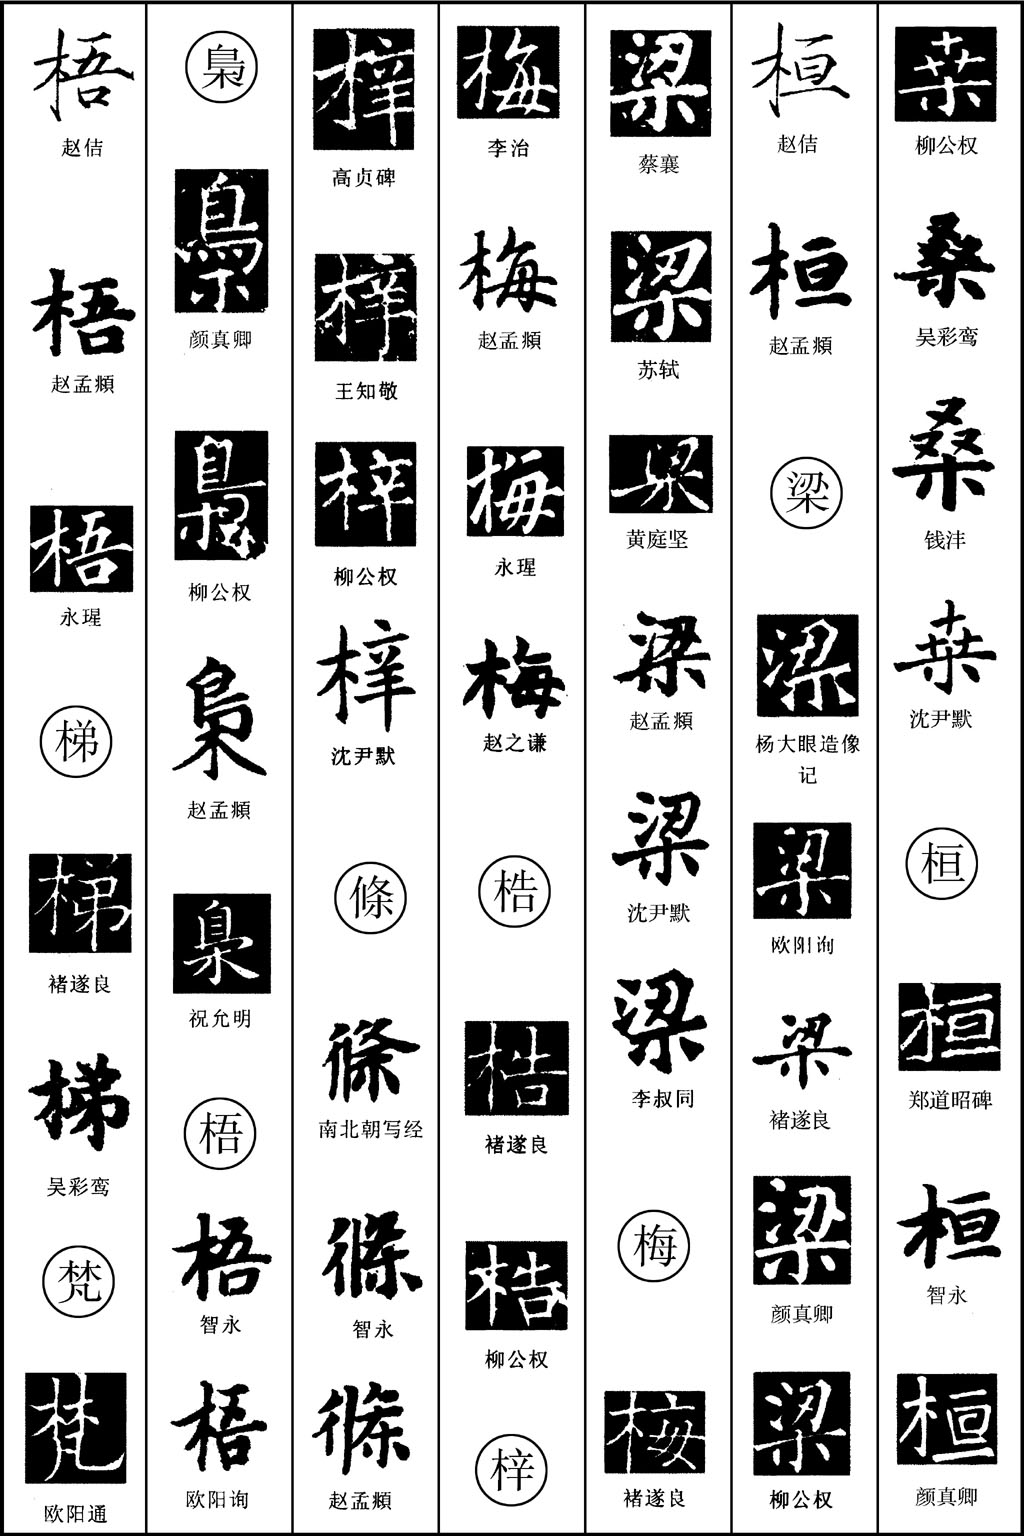 桒
柳公权
桑
吴彩鸾
桑
钱沣
桒
沈尹默
桓
桓
郑道昭碑
桓
智永
桓
颜真卿
桓
赵佶
桓
赵孟頫
梁
梁
杨大眼造像
记
梁
欧阳询
梁
褚遂良
梁
颜真卿
梁
柳公权
梁
蔡襄
梁
苏轼
梁
黄庭坚
梁
赵孟頫
梁
沈尹默
梁
李叔同
梅
梅
褚遂良
梅
李治
梅
赵孟頫
梅
永瑆
梅
赵之谦
梏
梏
褚遂良
梏
柳公权
梓
梓
高贞碑
梓
王知敬
梓
柳公权
梓
沈尹默
條
條
南北朝写经
條
智永
條
赵孟頫
梟
梟
颜真卿
梟
柳公权
梟
赵孟頫
梟
祝允明
梧
梧
智永
梧
欧阳询
梧
赵佶
梧
赵孟頫
梧
永瑆
梯
梯
褚遂良
梯
吴彩鸾
梵
梵
欧阳通